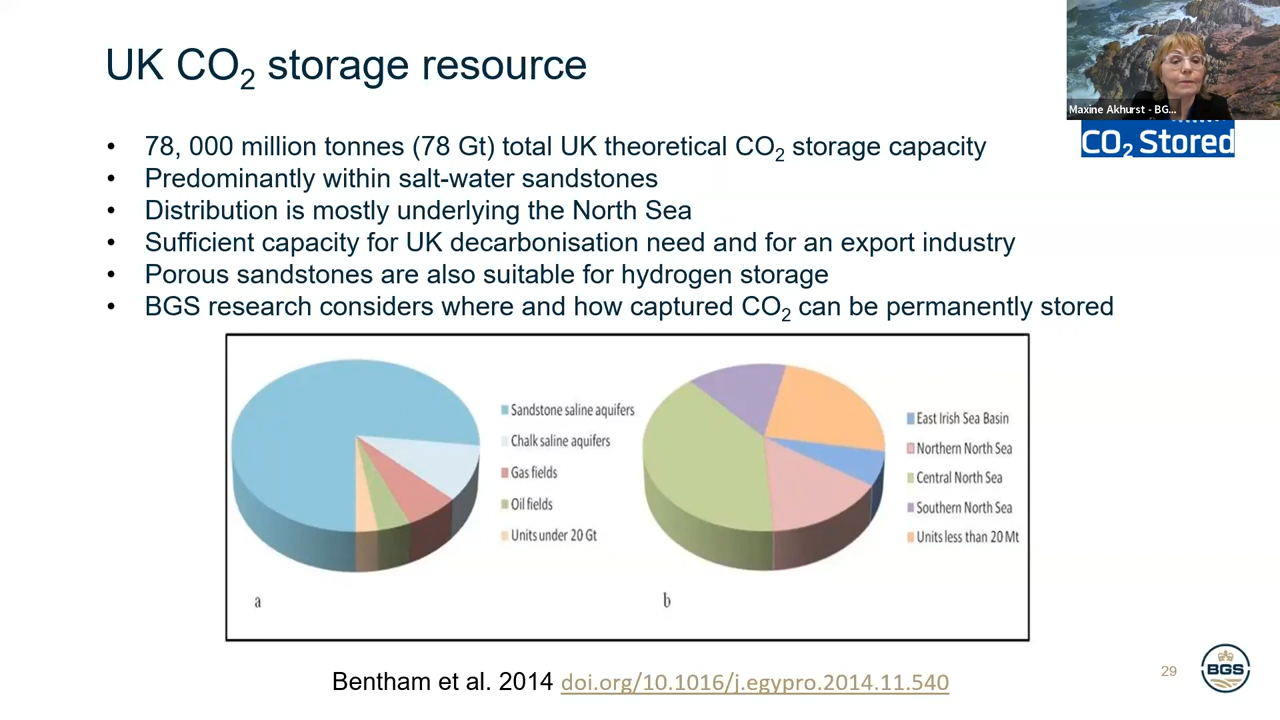 UK CO2 storage resource
Maxine Akhurst - BG...
CO2 Stored
• 78, 000 million tonnes (78 Gt) total UK theoretical CO2 storage capacity
• Predominantly within salt-water sandstones
• Distribution is mostly underlying the North Sea
• Sufficient capacity for UK decarbonisation need and for an export industry
• Porous sandstones are also suitable for hydrogen storage
• BGS research considers where and how captured CO2 can be permanently stored
Sandstone saline aquifers
Chalk saline aquifers
Gas fields
Oil fields
Units under 20 Gt
a
East Irish Sea Basin
Northern North Sea
Central North Sea
Southern North Sea
Units less than 20 Mt
b
Bentham et al. 2014 doi.org/10.1016/j.egypro.2014.11.540
29
BGS